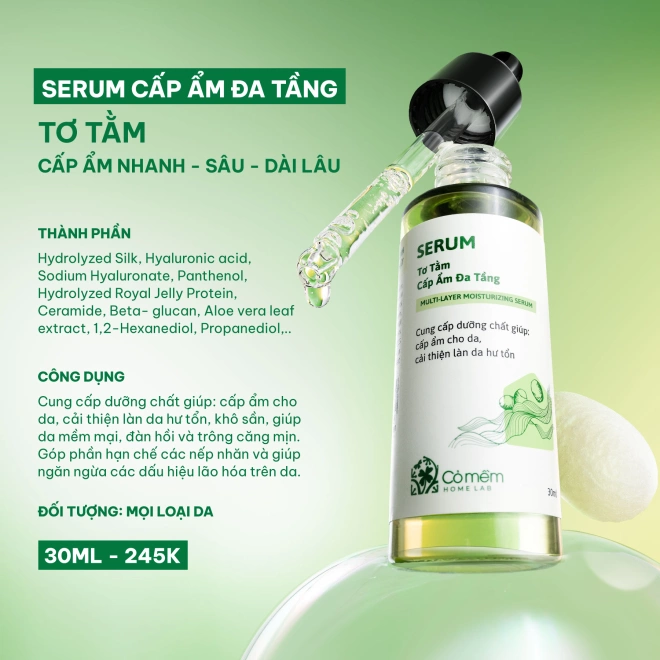 SERUM CẤP ẨM ĐA TẦNG
TƠ TẰM
CẤP ẨM NHANH - SÂU - DÀI LÂU
THÀNH PHẦN
Hydrolyzed Silk, Hyaluronic acid,
Sodium Hyaluronate, Panthenol,
Hydrolyzed Royal Jelly Protein,
Ceramide, Beta- glucan, Aloe vera leaf
extract, 1,2-Hexanediol, Propanediol,..
CÔNG DỤNG
Cung cấp dưỡng chất giúp: cấp ẩm cho
da, cải thiện làn da hư tổn, khô sần, giúp
da mềm mại, đàn hồi và trông căng mịn.
Góp phần hạn chế các nếp nhăn và giúp
ngăn ngừa các dấu hiệu lão hóa trên da.
ĐỐI TƯỢNG: MỌI LOẠI DA
30ML - 245K
SERUM
Tơ Tằm
Cấp Ẩm Đa Tầng
MULTI-LAYER MOISTURIZING SERUM
Cung cấp dưỡng chất giúp:
cấp ẩm cho da,
cải thiện làn da hư tổn
Cỏ mềm
HOME LAB
30ml